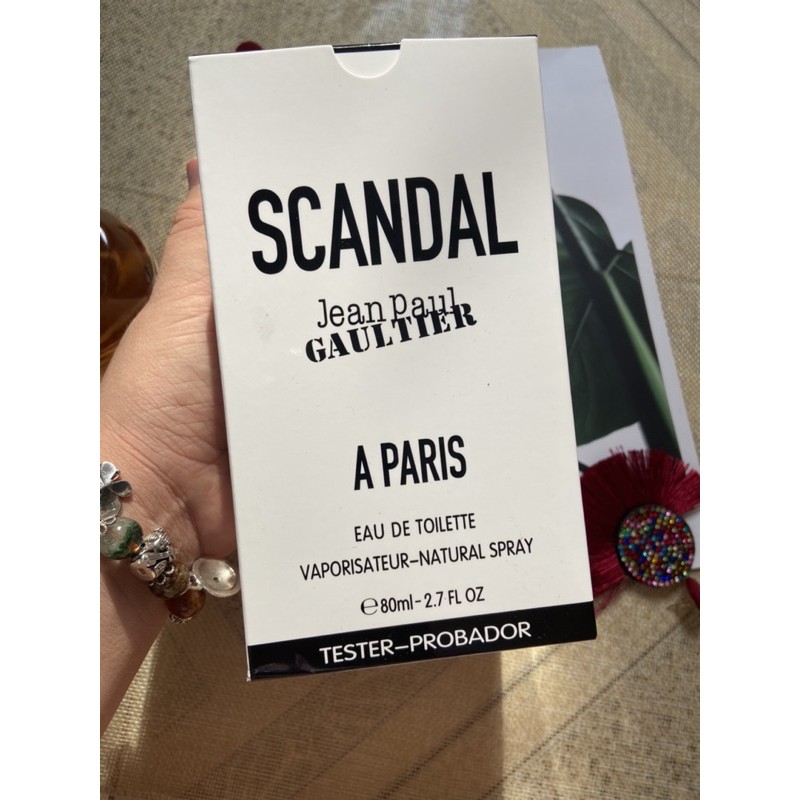 SCANDAL
Jean Paul
GAULTIER
A PARIS
EAU DE TOILETTE
VAPORISATEUR–NATURAL SPRAY
℮80ml-2.7 FL OZ
TESTER–PROBADOR